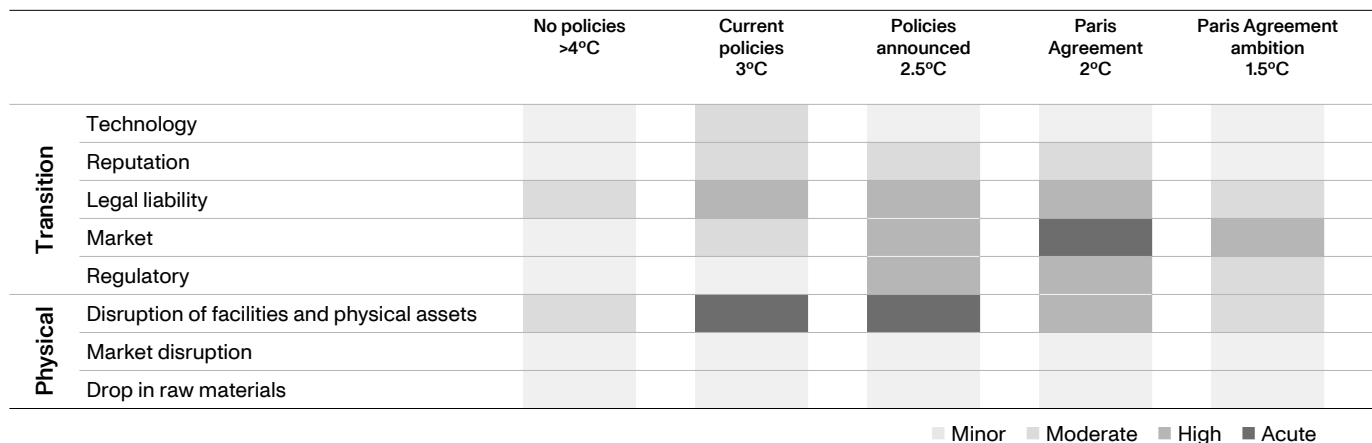 No policies
>4ºC
Current
policies
3ºC
Policies
announced
2.5ºC
Paris
Agreement
2ºC
Paris Agreement
ambition
1.5ºC
Transition
Technology
Reputation
Legal liability
Market
Regulatory
Physical
Disruption of facilities and physical assets
Market disruption
Drop in raw materials
Minor Moderate High Acute